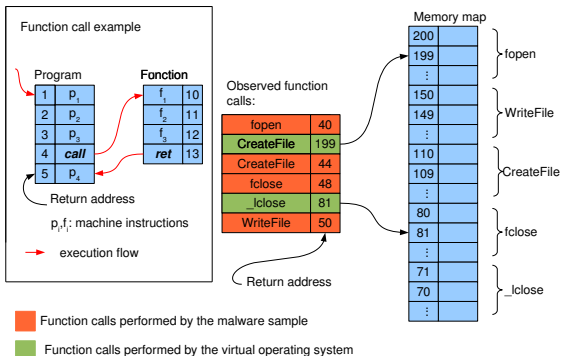 Function call example
Program
Fonction
1 p1
2 p2
3 p3
4 call
5 p4
f1 10
f2 11
f3 12
ret 13
Return address
pi,fi: machine instructions
execution flow
Observed function
calls:
fopen 40
CreateFile 199
CreateFile 44
fclose 48
_lclose 81
WriteFile 50
Return address
Memory map
200
199
⋮
fopen
150
149
⋮
WriteFile
110
109
⋮
CreateFile
80
81
⋮
fclose
71
70
⋮
_lclose
Function calls performed by the malware sample
Function calls performed by the virtual operating system